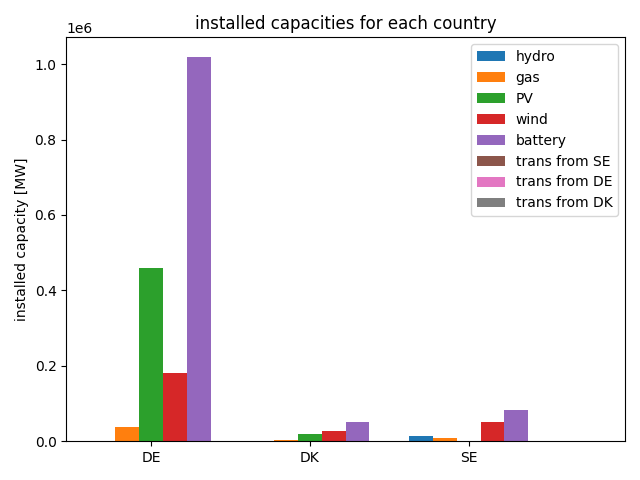 installed capacities for each country
1e6
installed capacity [MW]
1.0
0.8
0.6
0.4
0.2
0.0
DE
DK
SE
hydro
gas
PV
wind
battery
trans from SE
trans from DE
trans from DK